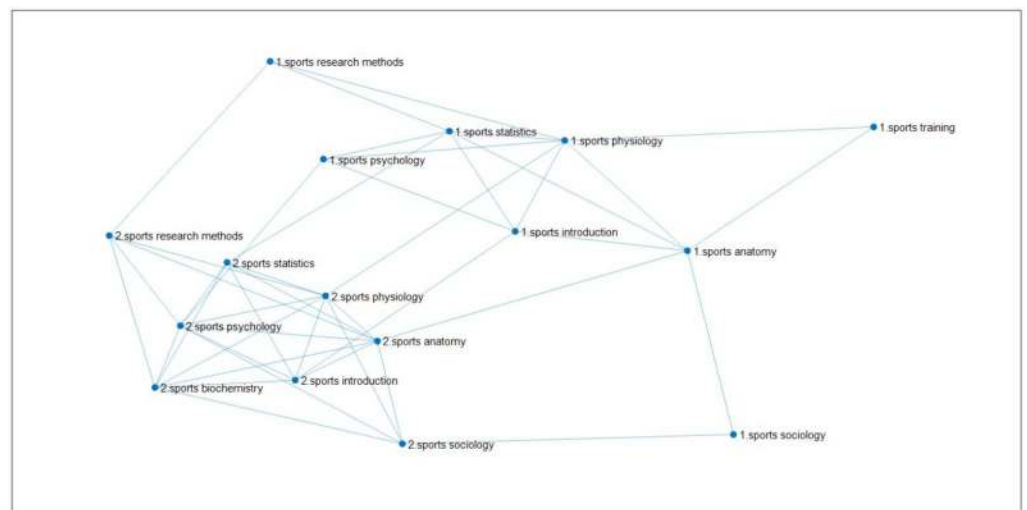 1.sports research methods
1.sports training
1.sports statistics
1.sports physiology
1.sports psychology
1.sports introduction
2.sports research methods
1.sports anatomy
2.sports statistics
2.sports physiology
2.sports psychology
2.sports anatomy
2.sports introduction
2.sports biochemistry
1.sports sociology
2.sports sociology